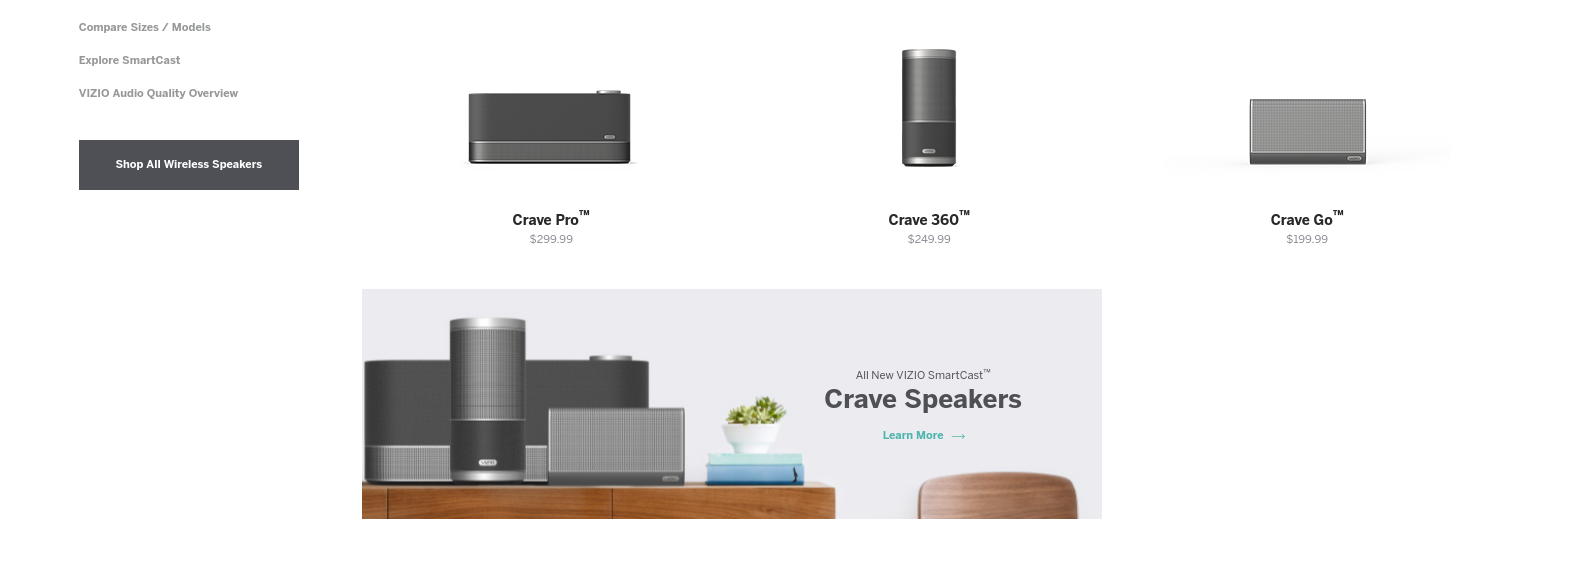 Compare Sizes / Models
Explore SmartCast
VIZIO Audio Quality Overview
Shop All Wireless Speakers
Crave Pro™
$299.99
Crave 360™
$249.99
Crave Go™
$199.99
All New VIZIO SmartCast™
Crave Speakers
Learn More →